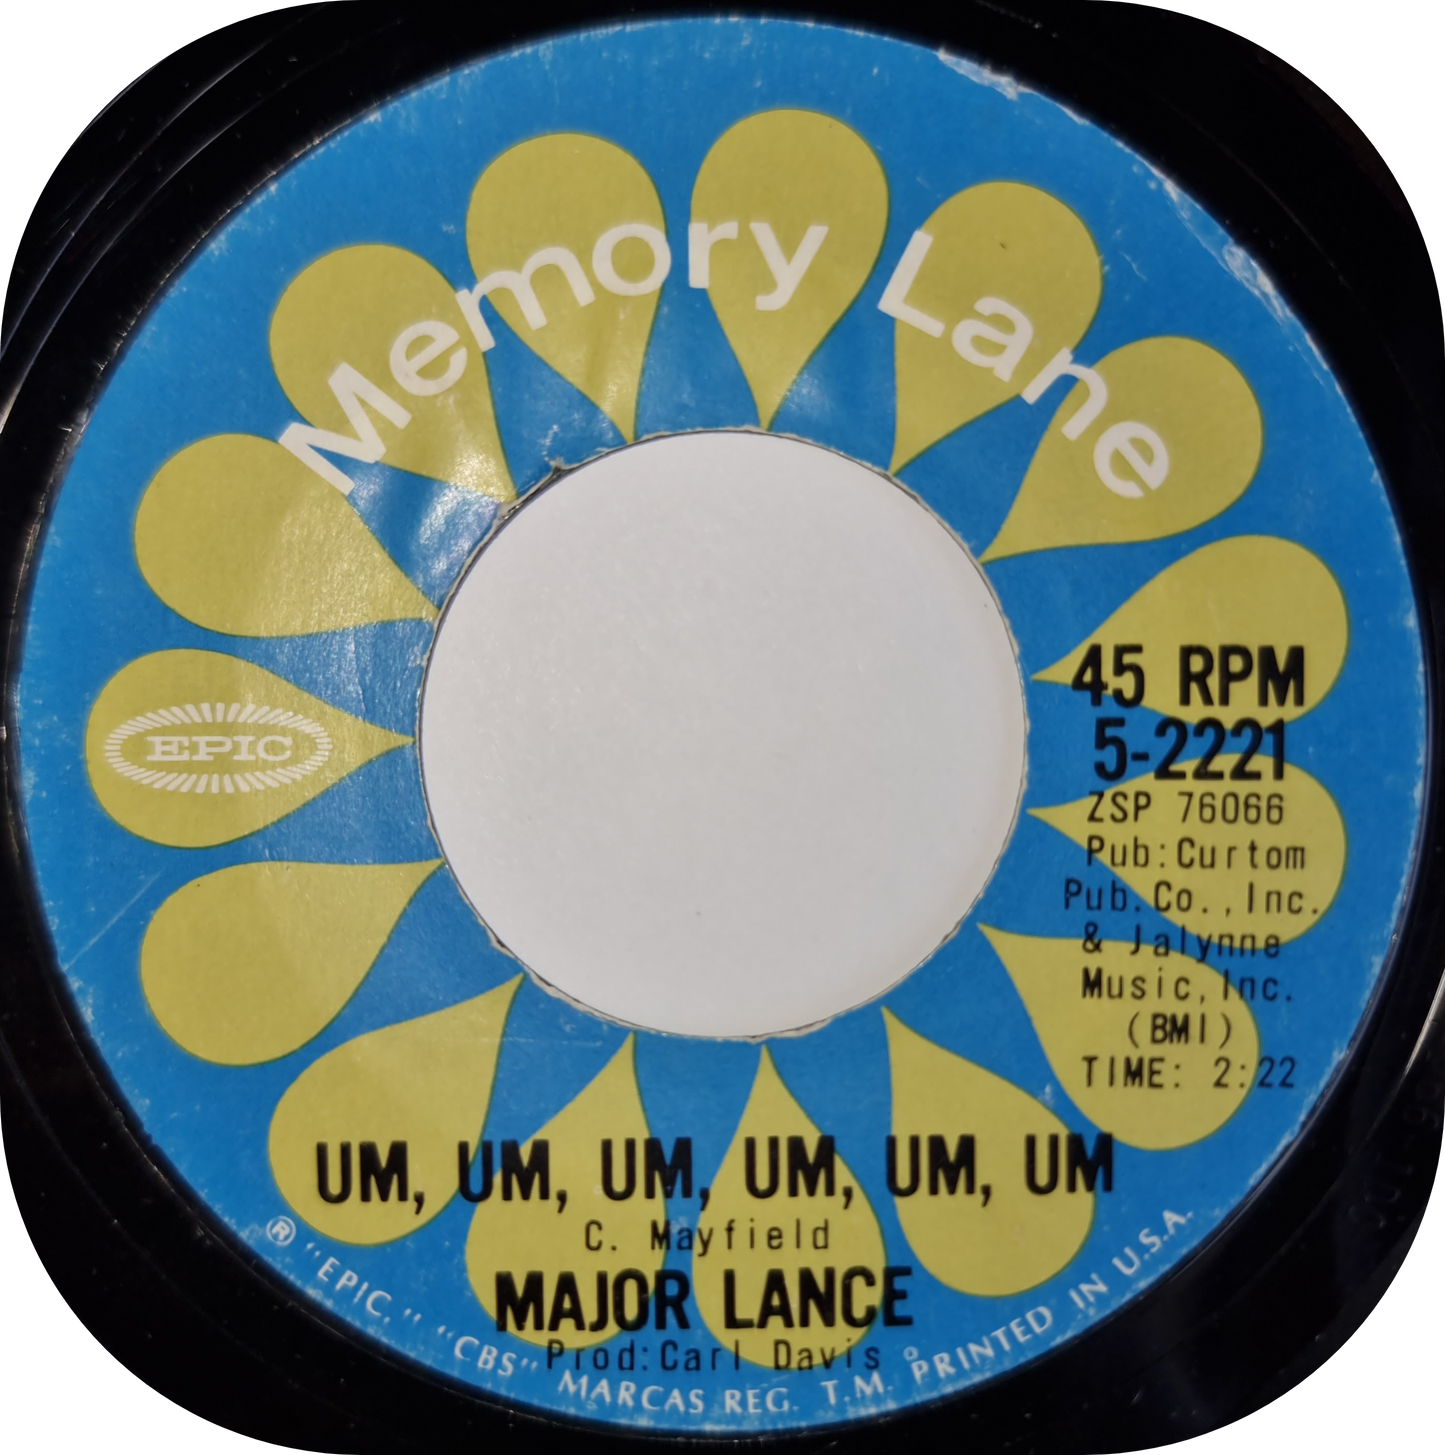 Memory Lane
EPIC
45 RPM
5-2221
ZSP 76066
Pub:Curtom
Pub.Co.,Inc.
& Jalynne
Music,Inc.
(BMI)
TIME: 2:22
UM, UM, UM, UM, UM, UM
C. Mayfield
MAJOR LANCE
Prod:Carl Davis
® "EPIC," "CBS" MARCAS REG. T.M. PRINTED IN U.S.A.